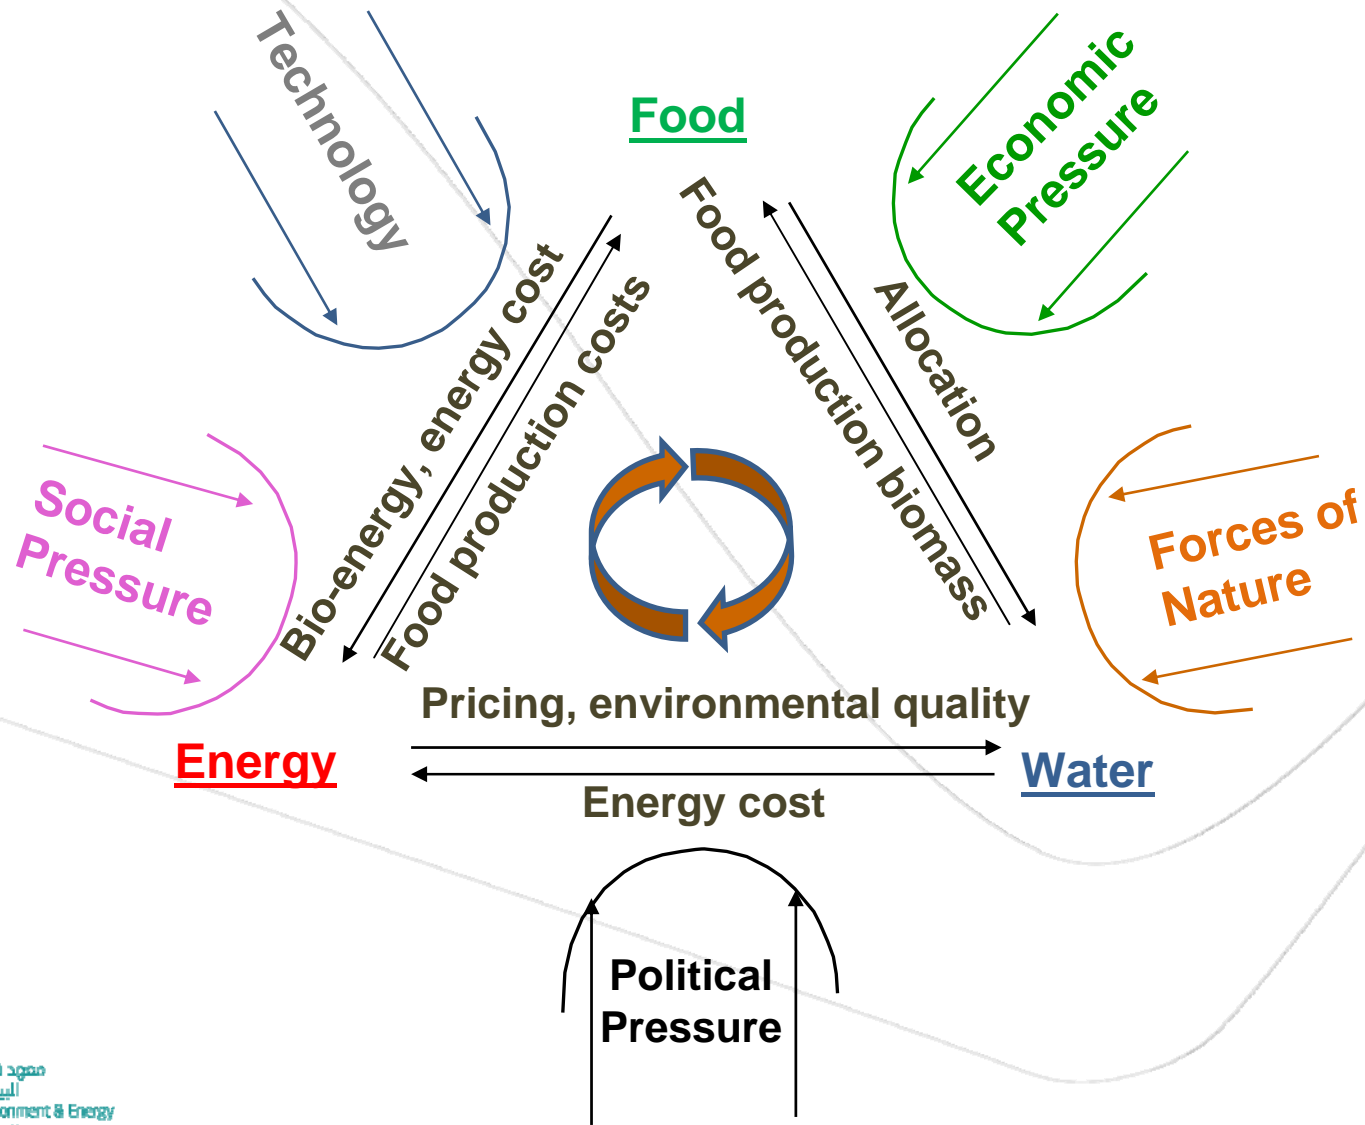 Technology
Food
Economic
Pressure
Bio-energy, energy cost
Food production costs
Food production biomass
Allocation
Social
Pressure
Forces of
Nature
Pricing, environmental quality
Energy
Water
Energy cost
Political
Pressure
معهد
& Energy